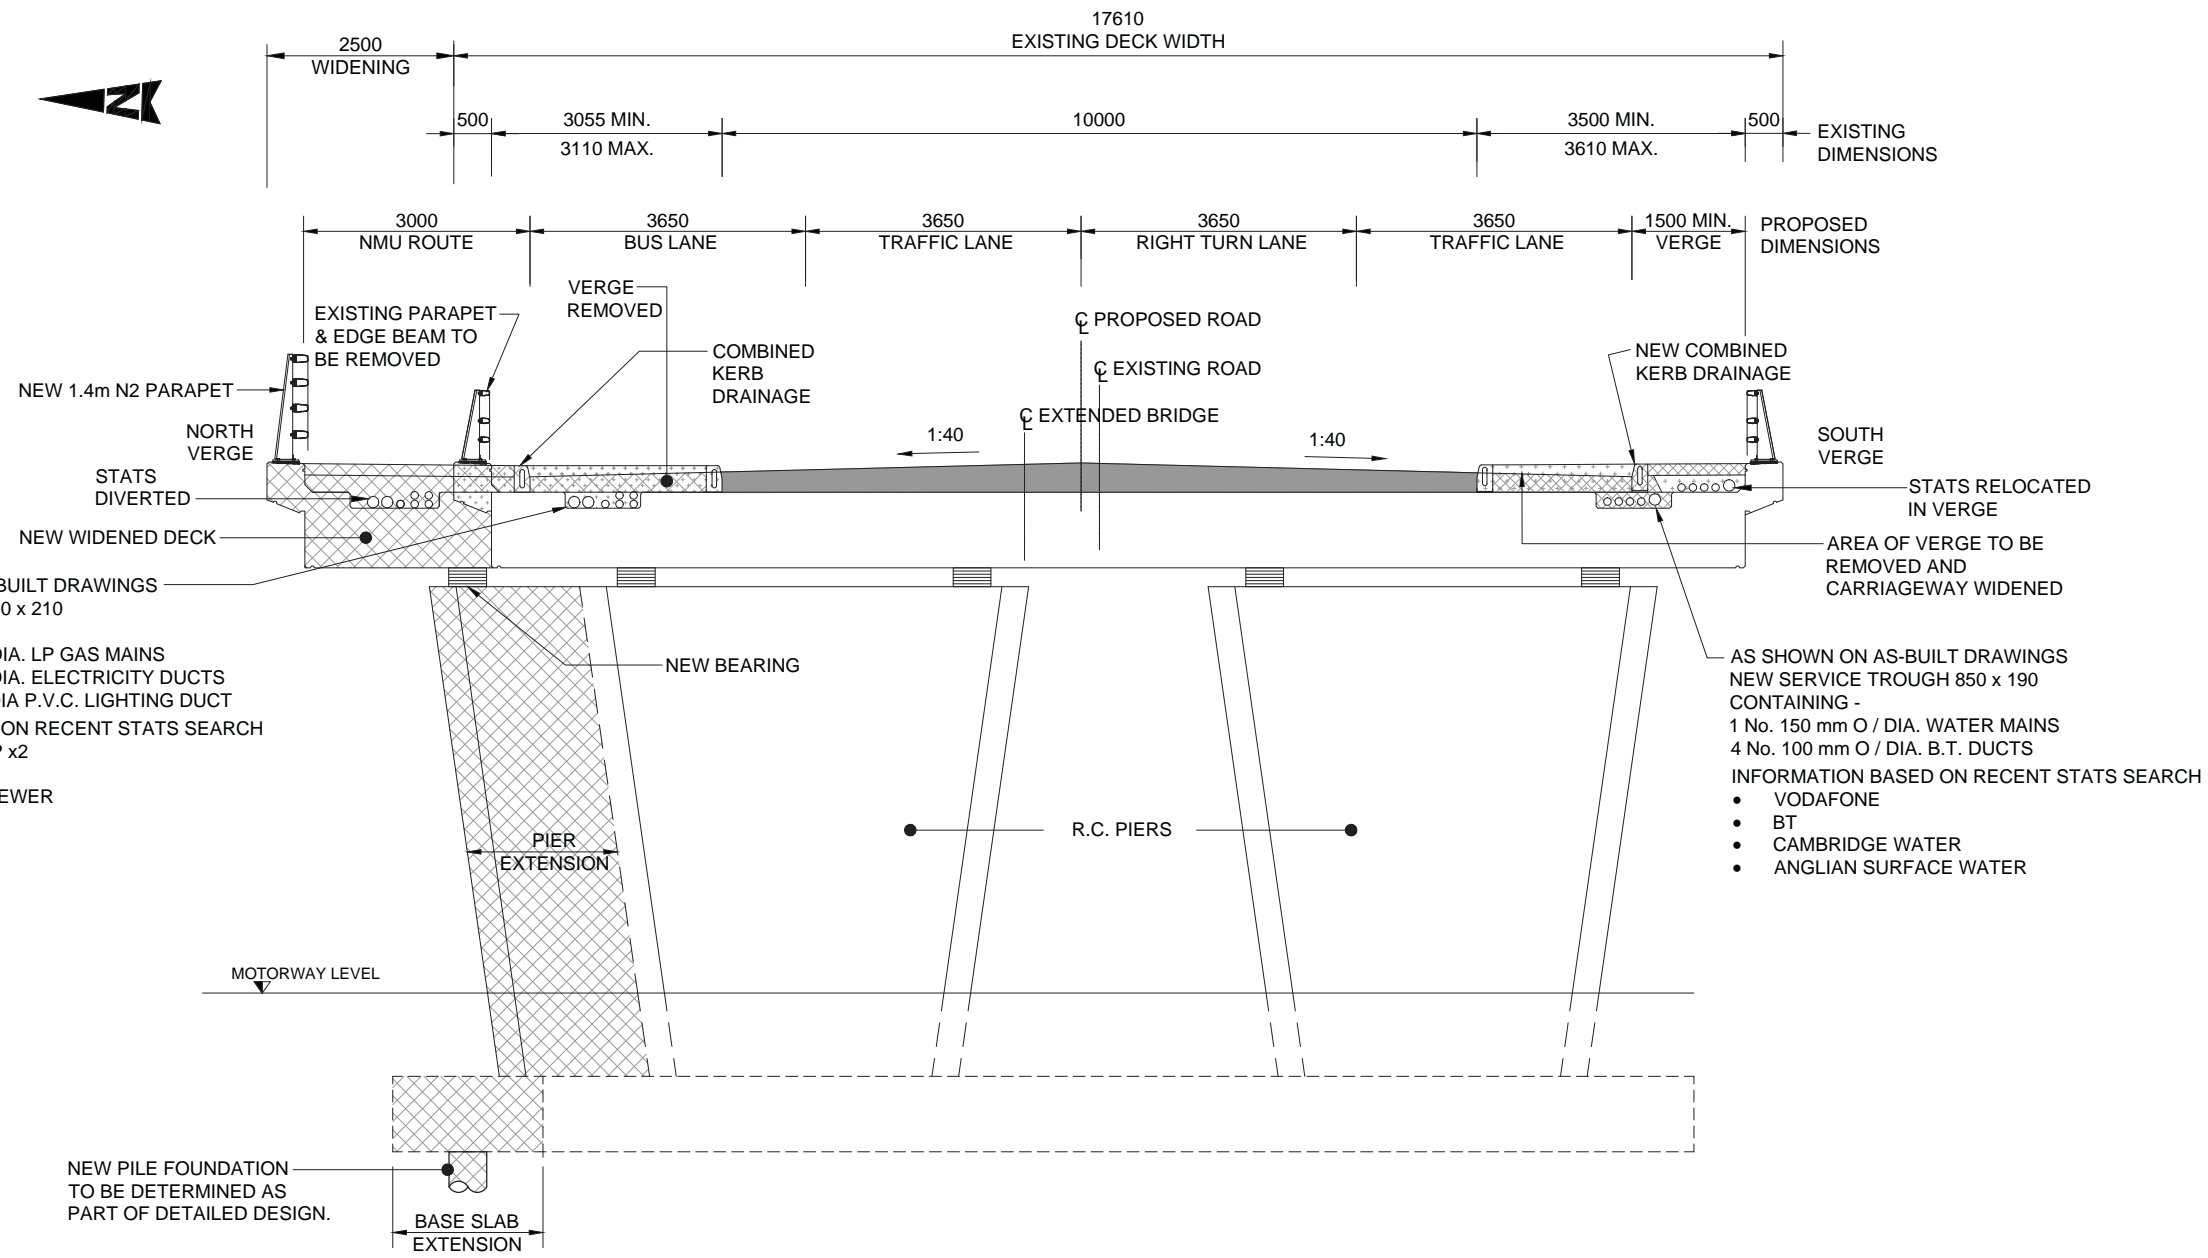 17610
EXISTING DECK WIDTH
2500
WIDENING
N
500
3055 MIN.
3110 MAX.
10000
3500 MIN.
3610 MAX.
500
EXISTING
DIMENSIONS
3000
NMU ROUTE
3650
BUS LANE
3650
TRAFFIC LANE
3650
RIGHT TURN LANE
3650
TRAFFIC LANE
1500 MIN.
VERGE
PROPOSED
DIMENSIONS
VERGE
REMOVED
EXISTING PARAPET
& EDGE BEAM TO
BE REMOVED
CL PROPOSED ROAD
COMBINED
KERB
DRAINAGE
NEW COMBINED
KERB DRAINAGE
CL EXISTING ROAD
NEW 1.4m N2 PARAPET
CL EXTENDED BRIDGE
NORTH
VERGE
1:40
1:40
SOUTH
VERGE
STATS
DIVERTED
STATS RELOCATED
IN VERGE
NEW WIDENED DECK
AREA OF VERGE TO BE
REMOVED AND
CARRIAGEWAY WIDENED
BUILT DRAWINGS
0 x 210
DIA. LP GAS MAINS
DIA. ELECTRICITY DUCTS
DIA P.V.C. LIGHTING DUCT
ON RECENT STATS SEARCH
P x2
EWER
NEW BEARING
AS SHOWN ON AS-BUILT DRAWINGS
NEW SERVICE TROUGH 850 x 190
CONTAINING -
1 No. 150 mm O / DIA. WATER MAINS
4 No. 100 mm O / DIA. B.T. DUCTS
INFORMATION BASED ON RECENT STATS SEARCH
• VODAFONE
• BT
• CAMBRIDGE WATER
• ANGLIAN SURFACE WATER
PIER
EXTENSION
R.C. PIERS
MOTORWAY LEVEL
NEW PILE FOUNDATION
TO BE DETERMINED AS
PART OF DETAILED DESIGN.
BASE SLAB
EXTENSION